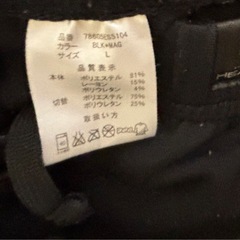 品番 7865ES5104
カラー BLK*MAG
サイズ L
品質表示
本体 ポリエステル 81%
レーヨン 15%
ポリウレタン 4%
切替 ポリエステル 75%
ポリウレタン 25%
取扱い方